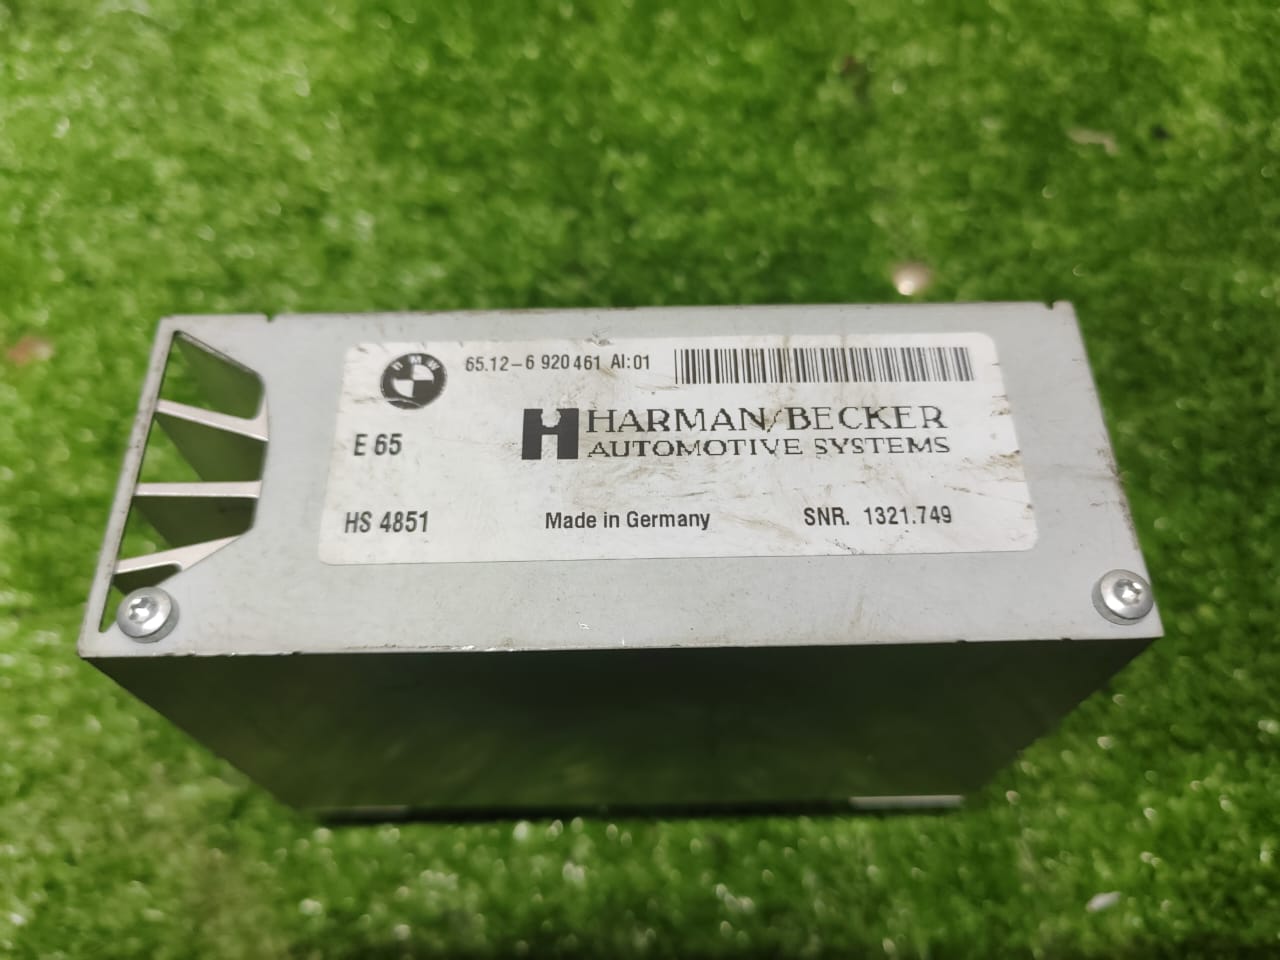 BMW
65.12-6 920461 AI:01
HARMAN/BECKER
AUTOMOTIVE SYSTEMS
E 65
HS 4851
Made in Germany
SNR. 1321.749